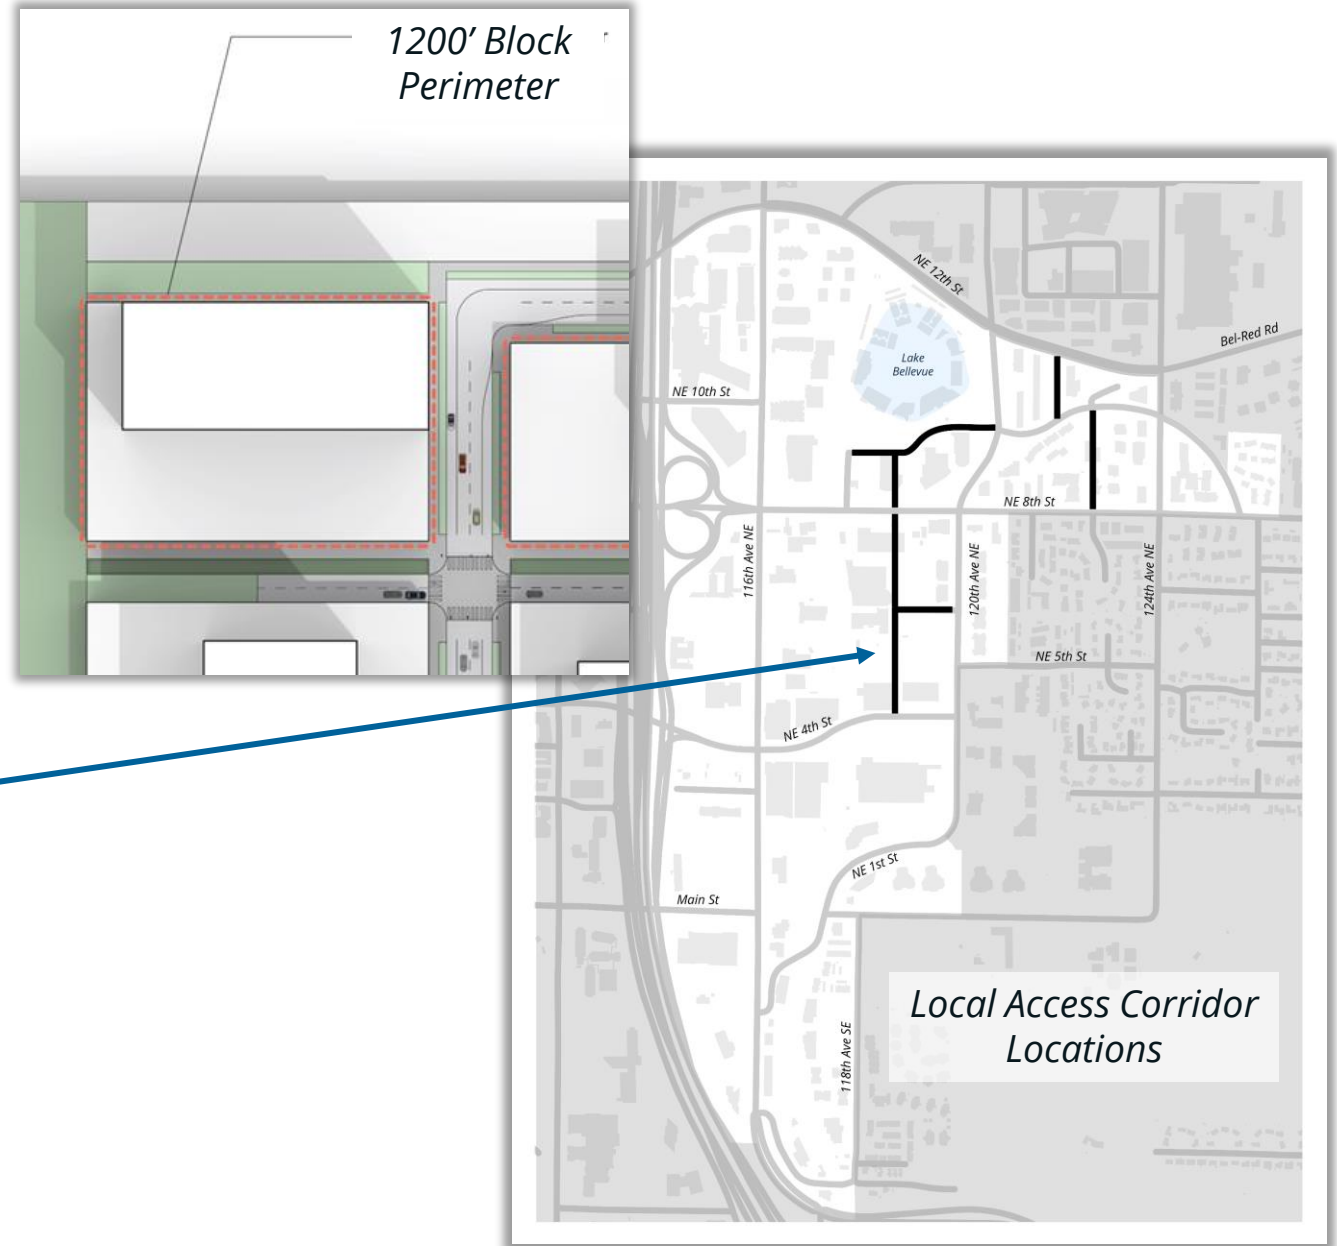 1200’ Block
Perimeter
NE 12th St
Bel-Red Rd
Lake
Bellevue
NE 10th St
NE 8th St
116th Ave NE
120th Ave NE
124th Ave NE
NE 5th St
NE 4th St
NE 1st St
Main St
Local Access Corridor
Locations
118th Ave SE